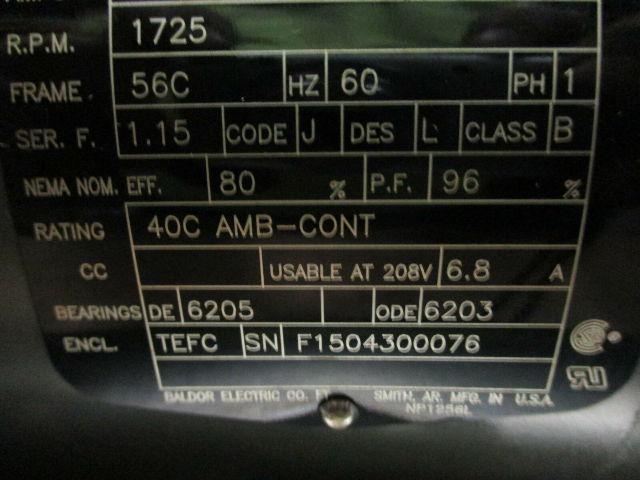 R.P.M. 1725
FRAME 56C HZ 60 PH 1
SER. F. 1.15 CODE J DES L CLASS B
NEMA NOM. EFF. 80 % P.F. 96 %
RATING 40C AMB-CONT
CC USABLE AT 208V 6.8 A
BEARINGS DE 6205 ODE 6203
ENCL. TEFC SN F1504300076
BALDOR ELECTRIC CO. SMITH, AR. MFG. IN U.S.A.
NP1256L